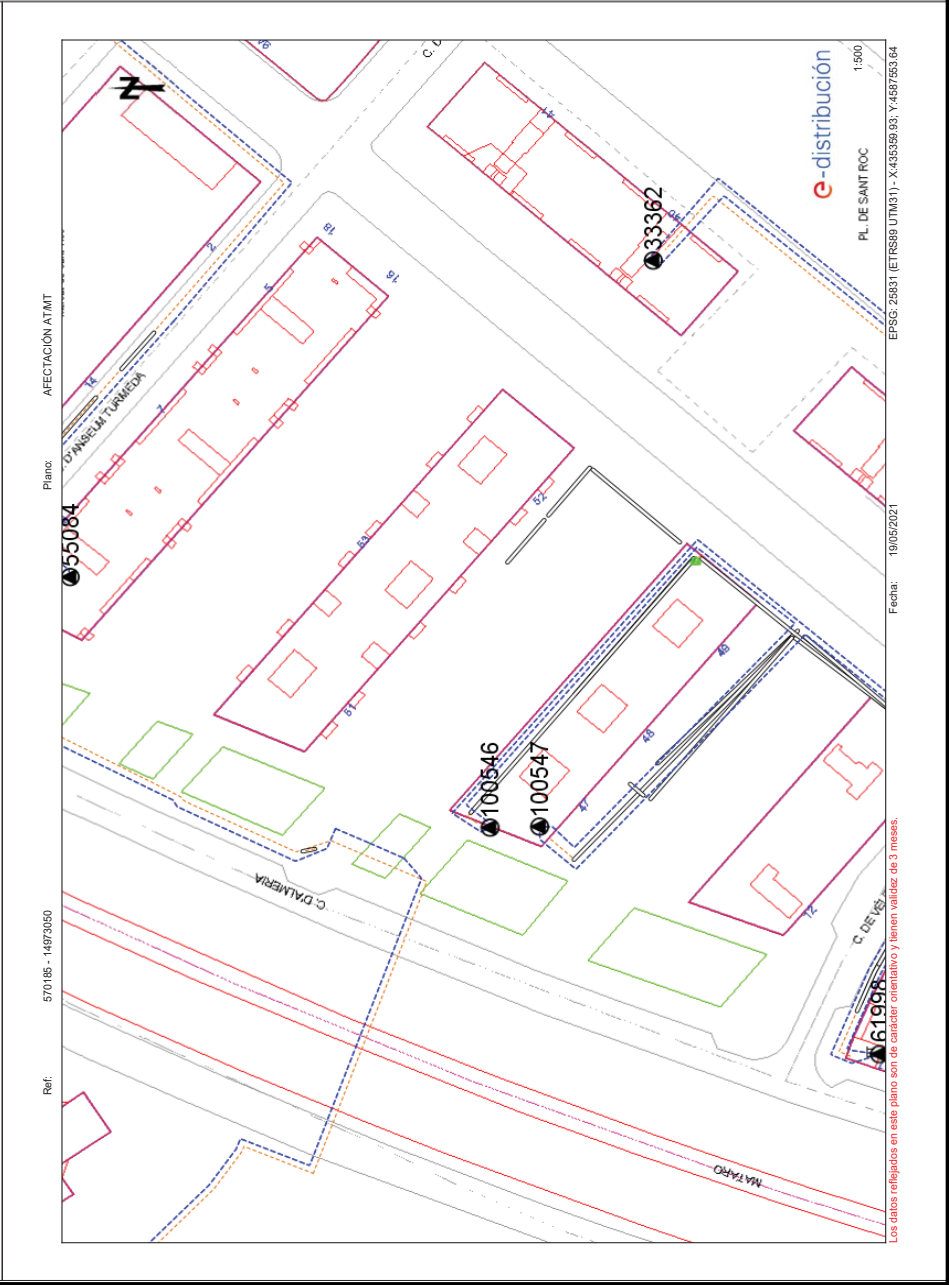 Ref: 570185 - 14973050 Plano: AFECTACIÓN AT/MT
55084
D'ANSELM TURMEDA
14
2
7
5
18
16
53
52
51
100546
100547
47
48
49
12
33362
61998
C. D'ALMERIA
C. DE VÉLE
MATARO
N
e-distribución
1:500
PL. DE SANT ROC
Los datos reflejados en este plano son de carácter orientativo y tienen validez de 3 meses.
Fecha: 19/05/2021
EPSG: 25831 (ETRS89 UTM31) - X:435359.93; Y:4587553.64